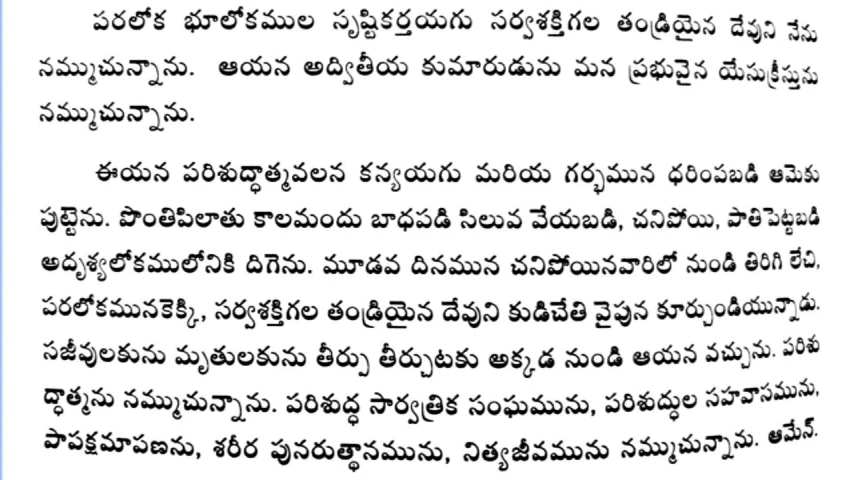 పరలోక భూలోకముల సృష్టికర్తయగు సర్వశక్తిగల తండ్రియైన దేవుని నేను
నమ్ముచున్నాను. ఆయన అద్వితీయ కుమారుడును మన ప్రభువైన యేసుక్రీస్తును
నమ్ముచున్నాను.
ఈయన పరిశుద్ధాత్మవలన కన్యయగు మరియ గర్భమున ధరింపబడి ఆమెకు
పుట్టెను. పొంతిపిలాతు కాలమందు బాధపడి సిలువ వేయబడి, చనిపోయి, పాతిపెట్టబడి
అదృశ్యలోకములోనికి దిగెను. మూడవ దినమున చనిపోయినవారిలో నుండి తిరిగి లేచి,
పరలోకమునకెక్కి, సర్వశక్తిగల తండ్రియైన దేవుని కుడిచేతి వైపున కూర్చుండియున్నాడు.
సజీవులకును మృతులకును తీర్పు తీర్చుటకు అక్కడ నుండి ఆయన వచ్చును. పరిశు
ద్ధాత్మను నమ్ముచున్నాను. పరిశుద్ధ సార్వత్రిక సంఘమును, పరిశుద్ధుల సహవాసమును,
పాపక్షమాపణను, శరీర పునరుత్థానమును, నిత్యజీవమును నమ్ముచున్నాను. ఆమేన్.